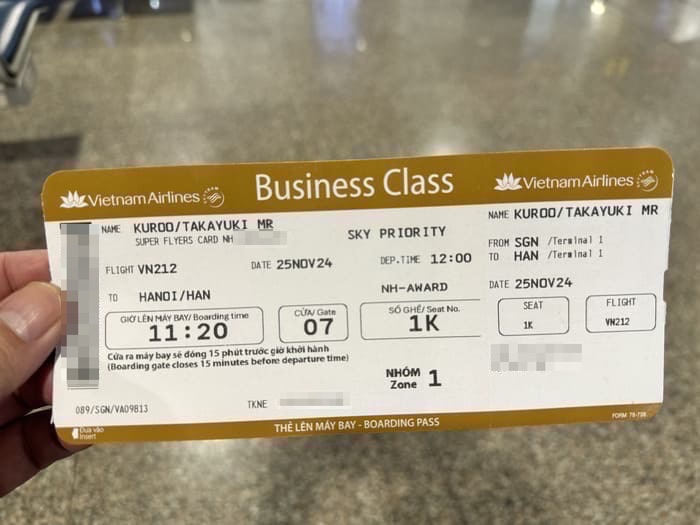 Vietnam Airlines
Business Class
Vietnam Airlines
NAME KUROO/TAKAYUKI MR
SUPER FLYERS CARD NH
SKY PRIORITY
FLIGHT VN212
DATE 25NOV24
DEP.TIME 12:00
TO HANOI/HAN
NH-AWARD
GIỜ LÊN MÁY BAY/ Boarding time
11:20
CỬA/ Gate
07
SỐ GHẾ/ Seat No.
1K
Cửa ra máy bay sẽ đóng 15 phút trước giờ khởi hành
(Boarding gate closes 15 minutes before departure time)
NHÓM
Zone 1
089/SGN/VA09813
TKNE
Đưa vào
Insert
THẺ LÊN MÁY BAY - BOARDING PASS
NAME KUROO/TAKAYUKI MR
FROM SGN /Terminal 1
TO HAN /Terminal 1
DATE 25NOV24
SEAT
1K
FLIGHT
VN212